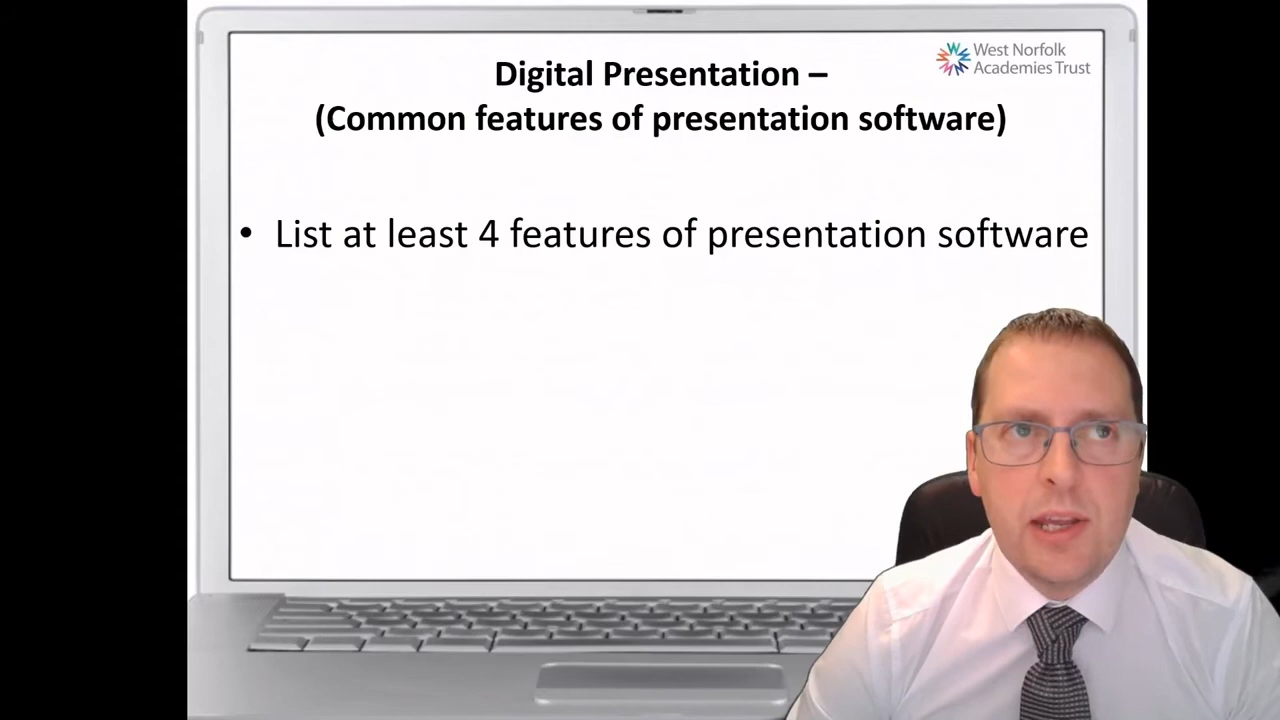 West Norfolk
Academies Trust
Digital Presentation –
(Common features of presentation software)
• List at least 4 features of presentation software